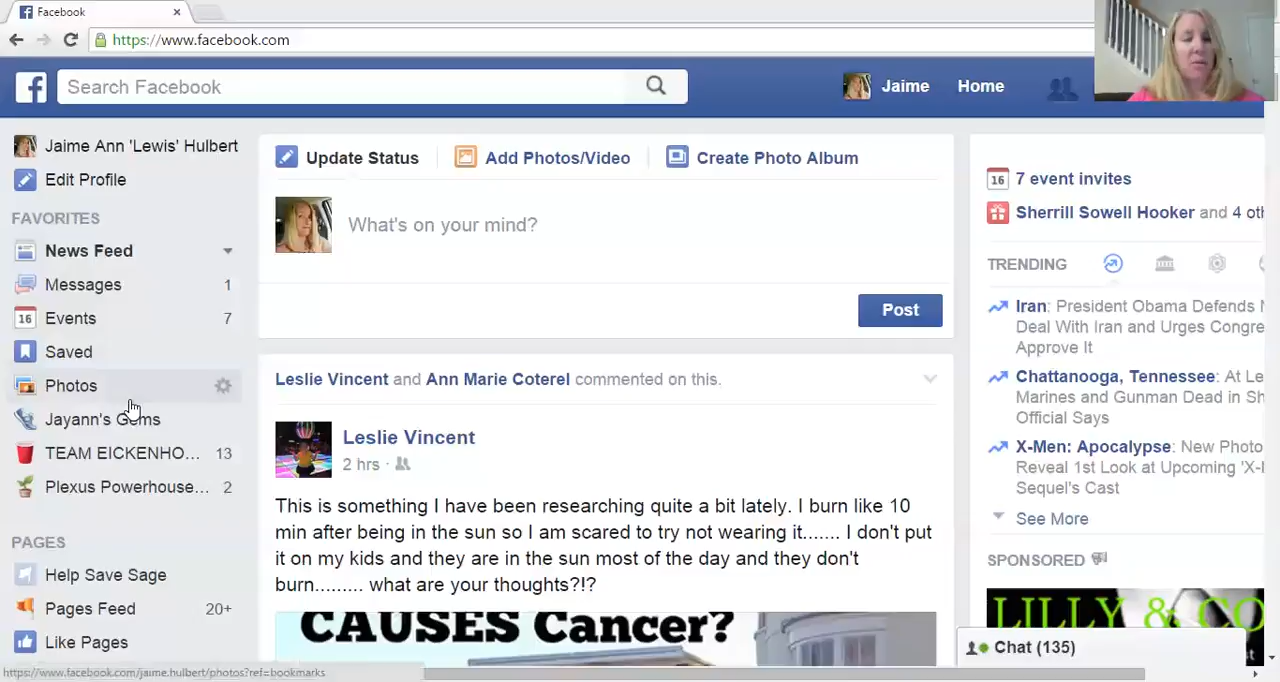 Facebook
https://www.facebook.com
Search Facebook
Jaime
Home
Jaime Ann 'Lewis' Hulbert
Edit Profile
FAVORITES
News Feed
Messages 1
Events 7
Saved
Photos
Jayann's Gems
TEAM EICKENHO... 13
Plexus Powerhouse... 2
PAGES
Help Save Sage
Pages Feed 20+
Like Pages
https://www.facebook.com/jaime.hulbert/photos?ref=bookmarks
Update Status
Add Photos/Video
Create Photo Album
What's on your mind?
Post
Leslie Vincent and Ann Marie Coterel commented on this.
Leslie Vincent
2 hrs ·
This is something I have been researching quite a bit lately. I burn like 10
min after being in the sun so I am scared to try not wearing it....... I don't put
it on my kids and they are in the sun most of the day and they don't
burn......... what are your thoughts?!?
CAUSES Cancer?
16
7 event invites
Sherrill Sowell Hooker and 4 oth
TRENDING
Iran: President Obama Defends
Deal With Iran and Urges Congre
Approve It
Chattanooga, Tennessee: At Le
Marines and Gunman Dead in Sh
Official Says
X-Men: Apocalypse: New Photo
Reveal 1st Look at Upcoming 'X-
Sequel's Cast
See More
SPONSORED
LILLY & CO
Chat (135)